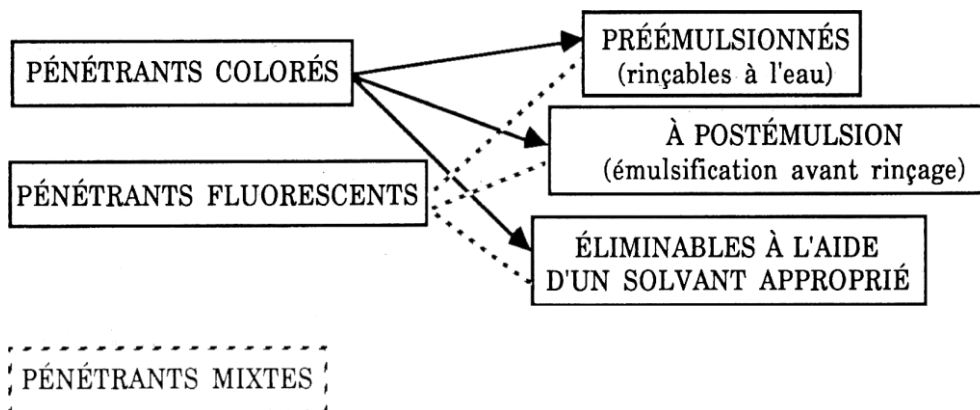 PÉNÉTRANTS COLORÉS
PÉNÉTRANTS FLUORESCENTS
PÉNÉTRANTS MIXTES
PRÉÉMULSIONNÉS
(rinçables à l'eau)
À POSTÉMULSION
(émulsification avant rinçage)
ÉLIMINABLES À L'AIDE
D'UN SOLVANT APPROPRIÉ